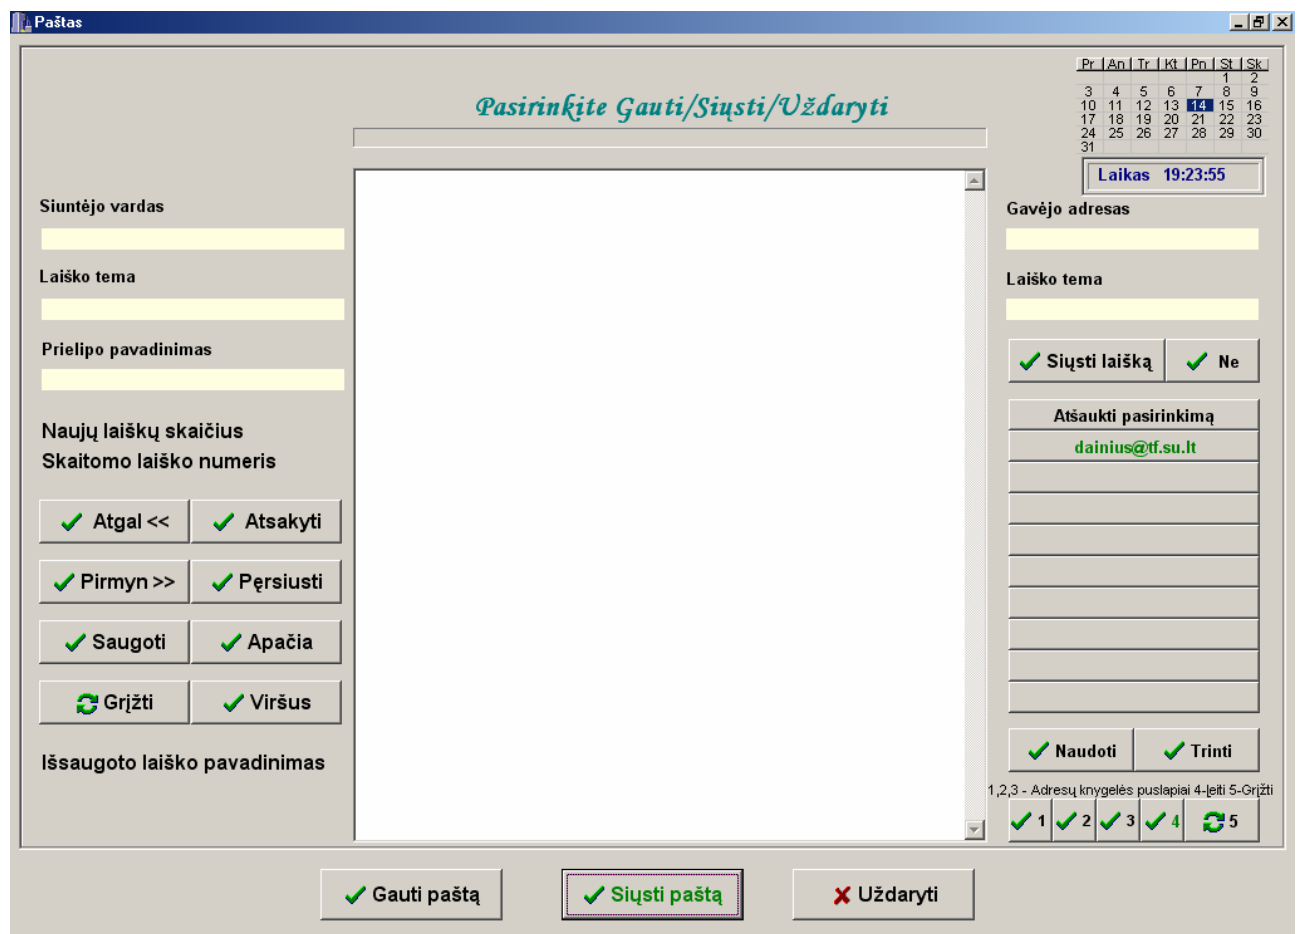 Paštas
Pasirinkite Gauti/Siųsti/Uždaryti
Pr An Tr Kt Pn St Sk
1 2
3 4 5 6 7 8 9
10 11 12 13 14 15 16
17 18 19 20 21 22 23
24 25 26 27 28 29 30
31
Laikas 19:23:55
Siuntėjo vardas
Laiško tema
Prielipo pavadinimas
Naujų laiškų skaičius
Skaitomo laiško numeris
Atgal << Atsakyti
Pirmyn >> Pęrsiusti
Saugoti Apačia
Grįžti Viršus
Išsaugoto laiško pavadinimas
Gavėjo adresas
Laiško tema
Siųsti laišką Ne
Atšaukti pasirinkimą
dainius@tf.su.lt
Naudoti Trinti
1,2,3 - Adresų knygelės puslapiai 4-Įeiti 5-Grįžti
1 2 3 4 5
Gauti paštą Siųsti paštą Uždaryti